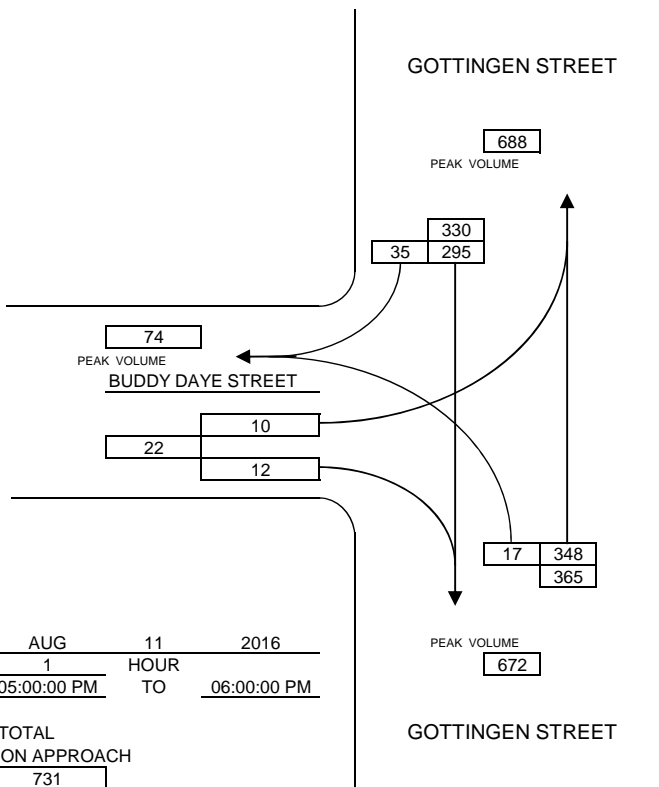 GOTTINGEN STREET
688
PEAK VOLUME
330
35 295
74
PEAK VOLUME
BUDDY DAYE STREET
10
22
12
17 348
365
AUG 11 2016
1 HOUR
05:00:00 PM TO 06:00:00 PM
PEAK VOLUME
672
TOTAL
ON APPROACH
731
GOTTINGEN STREET